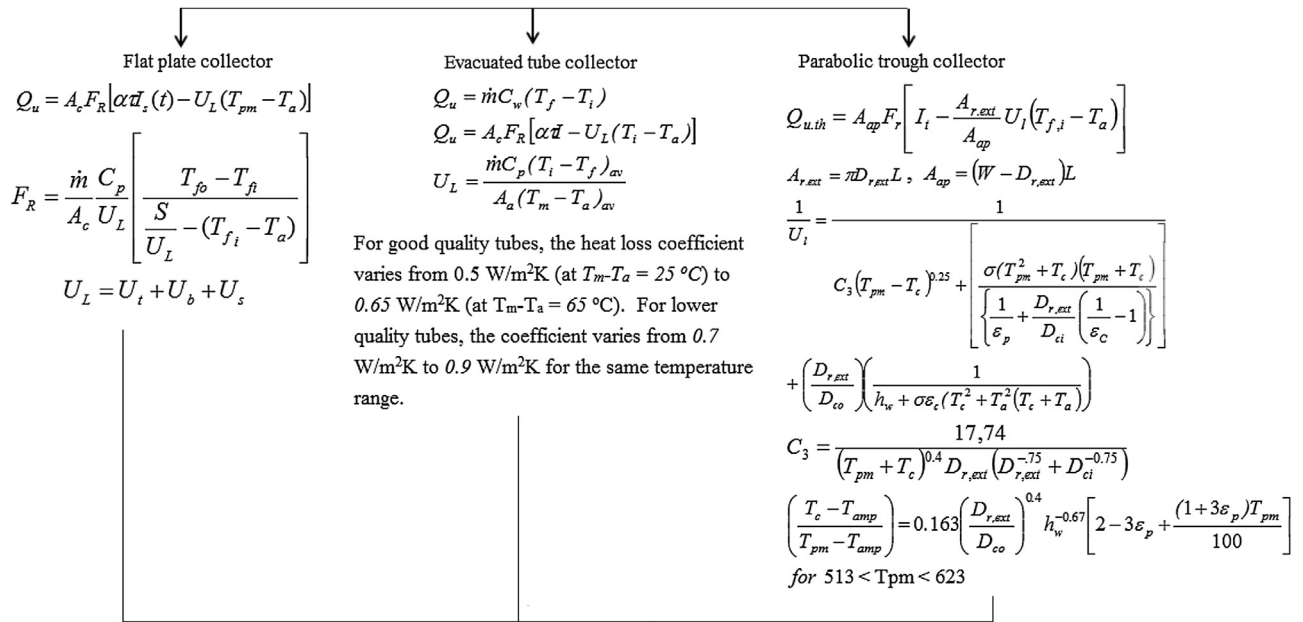 Flat plate collector
Q_u = A_c F_R [ατI_s(t) − U_L(T_pm − T_a)]
F_R = (ṁ/A_c) (C_p/U_L) [(T_fo − T_fi) / (S/U_L − (T_fi − T_a))]
U_L = U_t + U_b + U_s
Evacuated tube collector
Q_u = ṁC_w(T_f − T_i)
Q_u = A_c F_R [ατI − U_L(T_i − T_a)]
U_L = ṁC_p(T_i − T_f)_av / A_a(T_m − T_a)_av
For good quality tubes, the heat loss coefficient
varies from 0.5 W/m²K (at T_m-T_a = 25 °C) to
0.65 W/m²K (at T_m-T_a = 65 °C). For lower
quality tubes, the coefficient varies from 0.7
W/m²K to 0.9 W/m²K for the same temperature
range.
Parabolic trough collector
Q_u.th = A_ap F_r [I_t − (A_r.ext/A_ap) U_l (T_f,i − T_a)]
A_r.ext = πD_r,ext L , A_ap = (W − D_r,ext)L
1/U_l = 1 / (C_3(T_pm − T_c)^0.25 + [σ(T_pm^2 + T_c)(T_pm + T_c) / {1/ε_p + (D_r,ext/D_ci)(1/ε_C − 1)}])
+ (D_r,ext/D_co)(1 / (h_w + σε_c(T_c^2 + T_a^2(T_c + T_a)))
C_3 = 17,74 / ((T_pm + T_c)^0.4 D_r,ext (D_r,ext^-.75 + D_ci^-0.75))
((T_c − T_amp)/(T_pm − T_amp)) = 0.163 (D_r,ext/D_co)^0.4 h_w^-0.67 [2 − 3ε_p + (1+3ε_p)T_pm/100]
for 513 < Tpm < 623